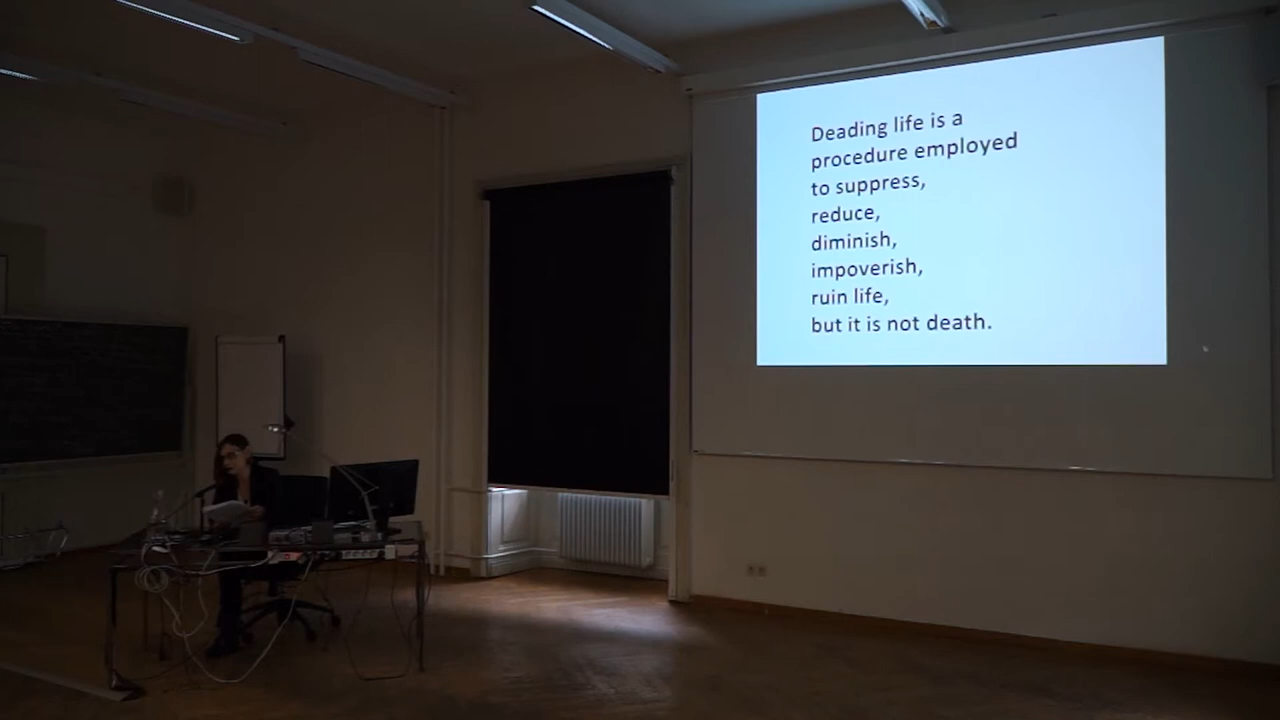 Deading life is a
procedure employed
to suppress,
reduce,
diminish,
impoverish,
ruin life,
but it is not death.